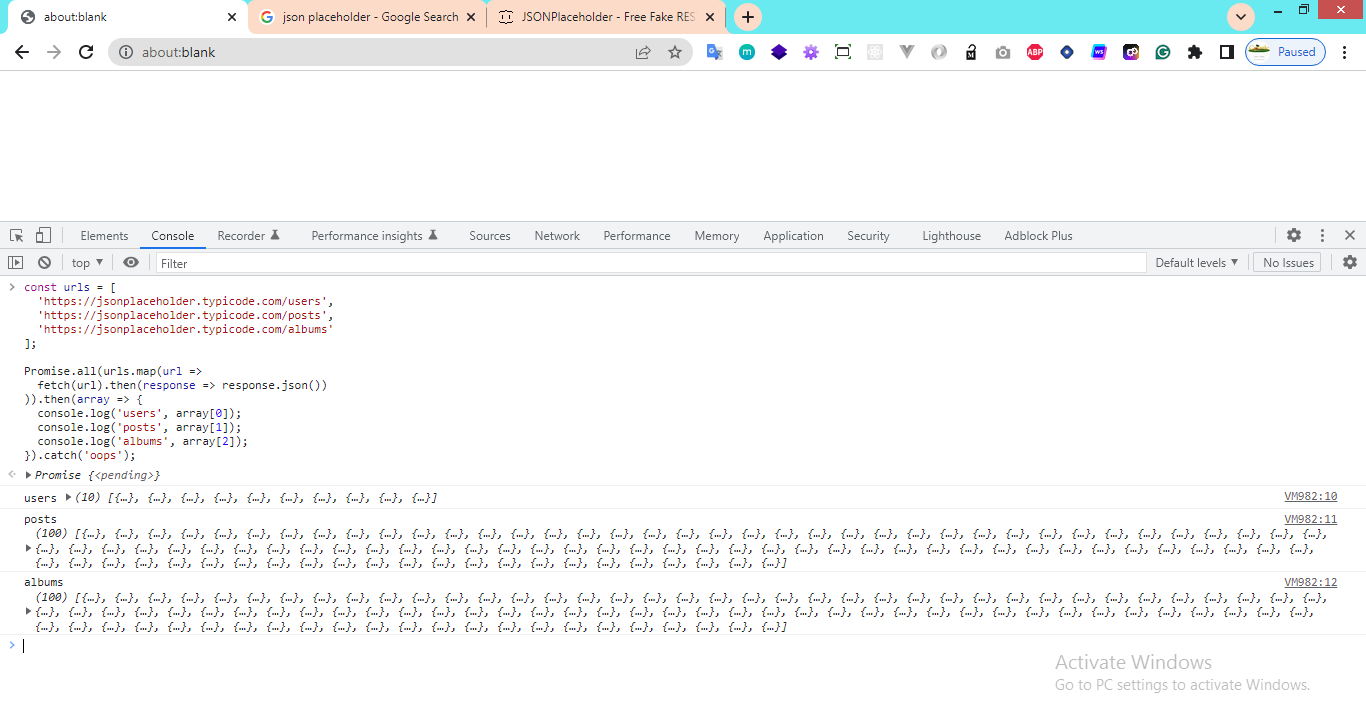 about:blank
json placeholder - Google Search
JSONPlaceholder - Free Fake RES
about:blank
ABP
Paused
Elements Console Recorder Performance insights Sources Network Performance Memory Application Security Lighthouse Adblock Plus
top ▼ Filter Default levels ▼ No Issues
> const urls = [
'https://jsonplaceholder.typicode.com/users',
'https://jsonplaceholder.typicode.com/posts',
'https://jsonplaceholder.typicode.com/albums'
];
Promise.all(urls.map(url =>
fetch(url).then(response => response.json())
)).then(array => {
console.log('users', array[0]);
console.log('posts', array[1]);
console.log('albums', array[2]);
}).catch('oops');
Promise {<pending>}
users (10) [{…}, {…}, {…}, {…}, {…}, {…}, {…}, {…}, {…}, {…}] VM982:10
posts VM982:11
(100) [{…}, {…}, {…}, {…}, {…}, {…}, {…}, {…}, {…}, {…}, {…}, {…}, {…}, {…}, {…}, {…}, {…}, {…}, {…}, {…}, {…}, {…}, {…}, {…}, {…}, {…}, {…}, {…}, {…}, {…}, {…}, {…}, {…}, {…}, {…}, {…}, {…}, {…},
{…}, {…}, {…}, {…}, {…}, {…}, {…}, {…}, {…}, {…}, {…}, {…}, {…}, {…}, {…}, {…}, {…}, {…}, {…}, {…}, {…}, {…}, {…}, {…}, {…}, {…}, {…}, {…}, {…}, {…}, {…}, {…}, {…}, {…}, {…}, {…}, {…}, {…}, {…},
{…}, {…}, {…}, {…}, {…}, {…}, {…}, {…}, {…}, {…}, {…}, {…}, {…}, {…}, {…}, {…}, {…}, {…}, {…}, {…}, {…}, {…}, {…}]
albums VM982:12
(100) [{…}, {…}, {…}, {…}, {…}, {…}, {…}, {…}, {…}, {…}, {…}, {…}, {…}, {…}, {…}, {…}, {…}, {…}, {…}, {…}, {…}, {…}, {…}, {…}, {…}, {…}, {…}, {…}, {…}, {…}, {…}, {…}, {…}, {…}, {…}, {…}, {…}, {…},
{…}, {…}, {…}, {…}, {…}, {…}, {…}, {…}, {…}, {…}, {…}, {…}, {…}, {…}, {…}, {…}, {…}, {…}, {…}, {…}, {…}, {…}, {…}, {…}, {…}, {…}, {…}, {…}, {…}, {…}, {…}, {…}, {…}, {…}, {…}, {…}, {…}, {…}, {…},
{…}, {…}, {…}, {…}, {…}, {…}, {…}, {…}, {…}, {…}, {…}, {…}, {…}, {…}, {…}, {…}, {…}, {…}, {…}, {…}, {…}, {…}, {…}]
>
Activate Windows
Go to PC settings to activate Windows.